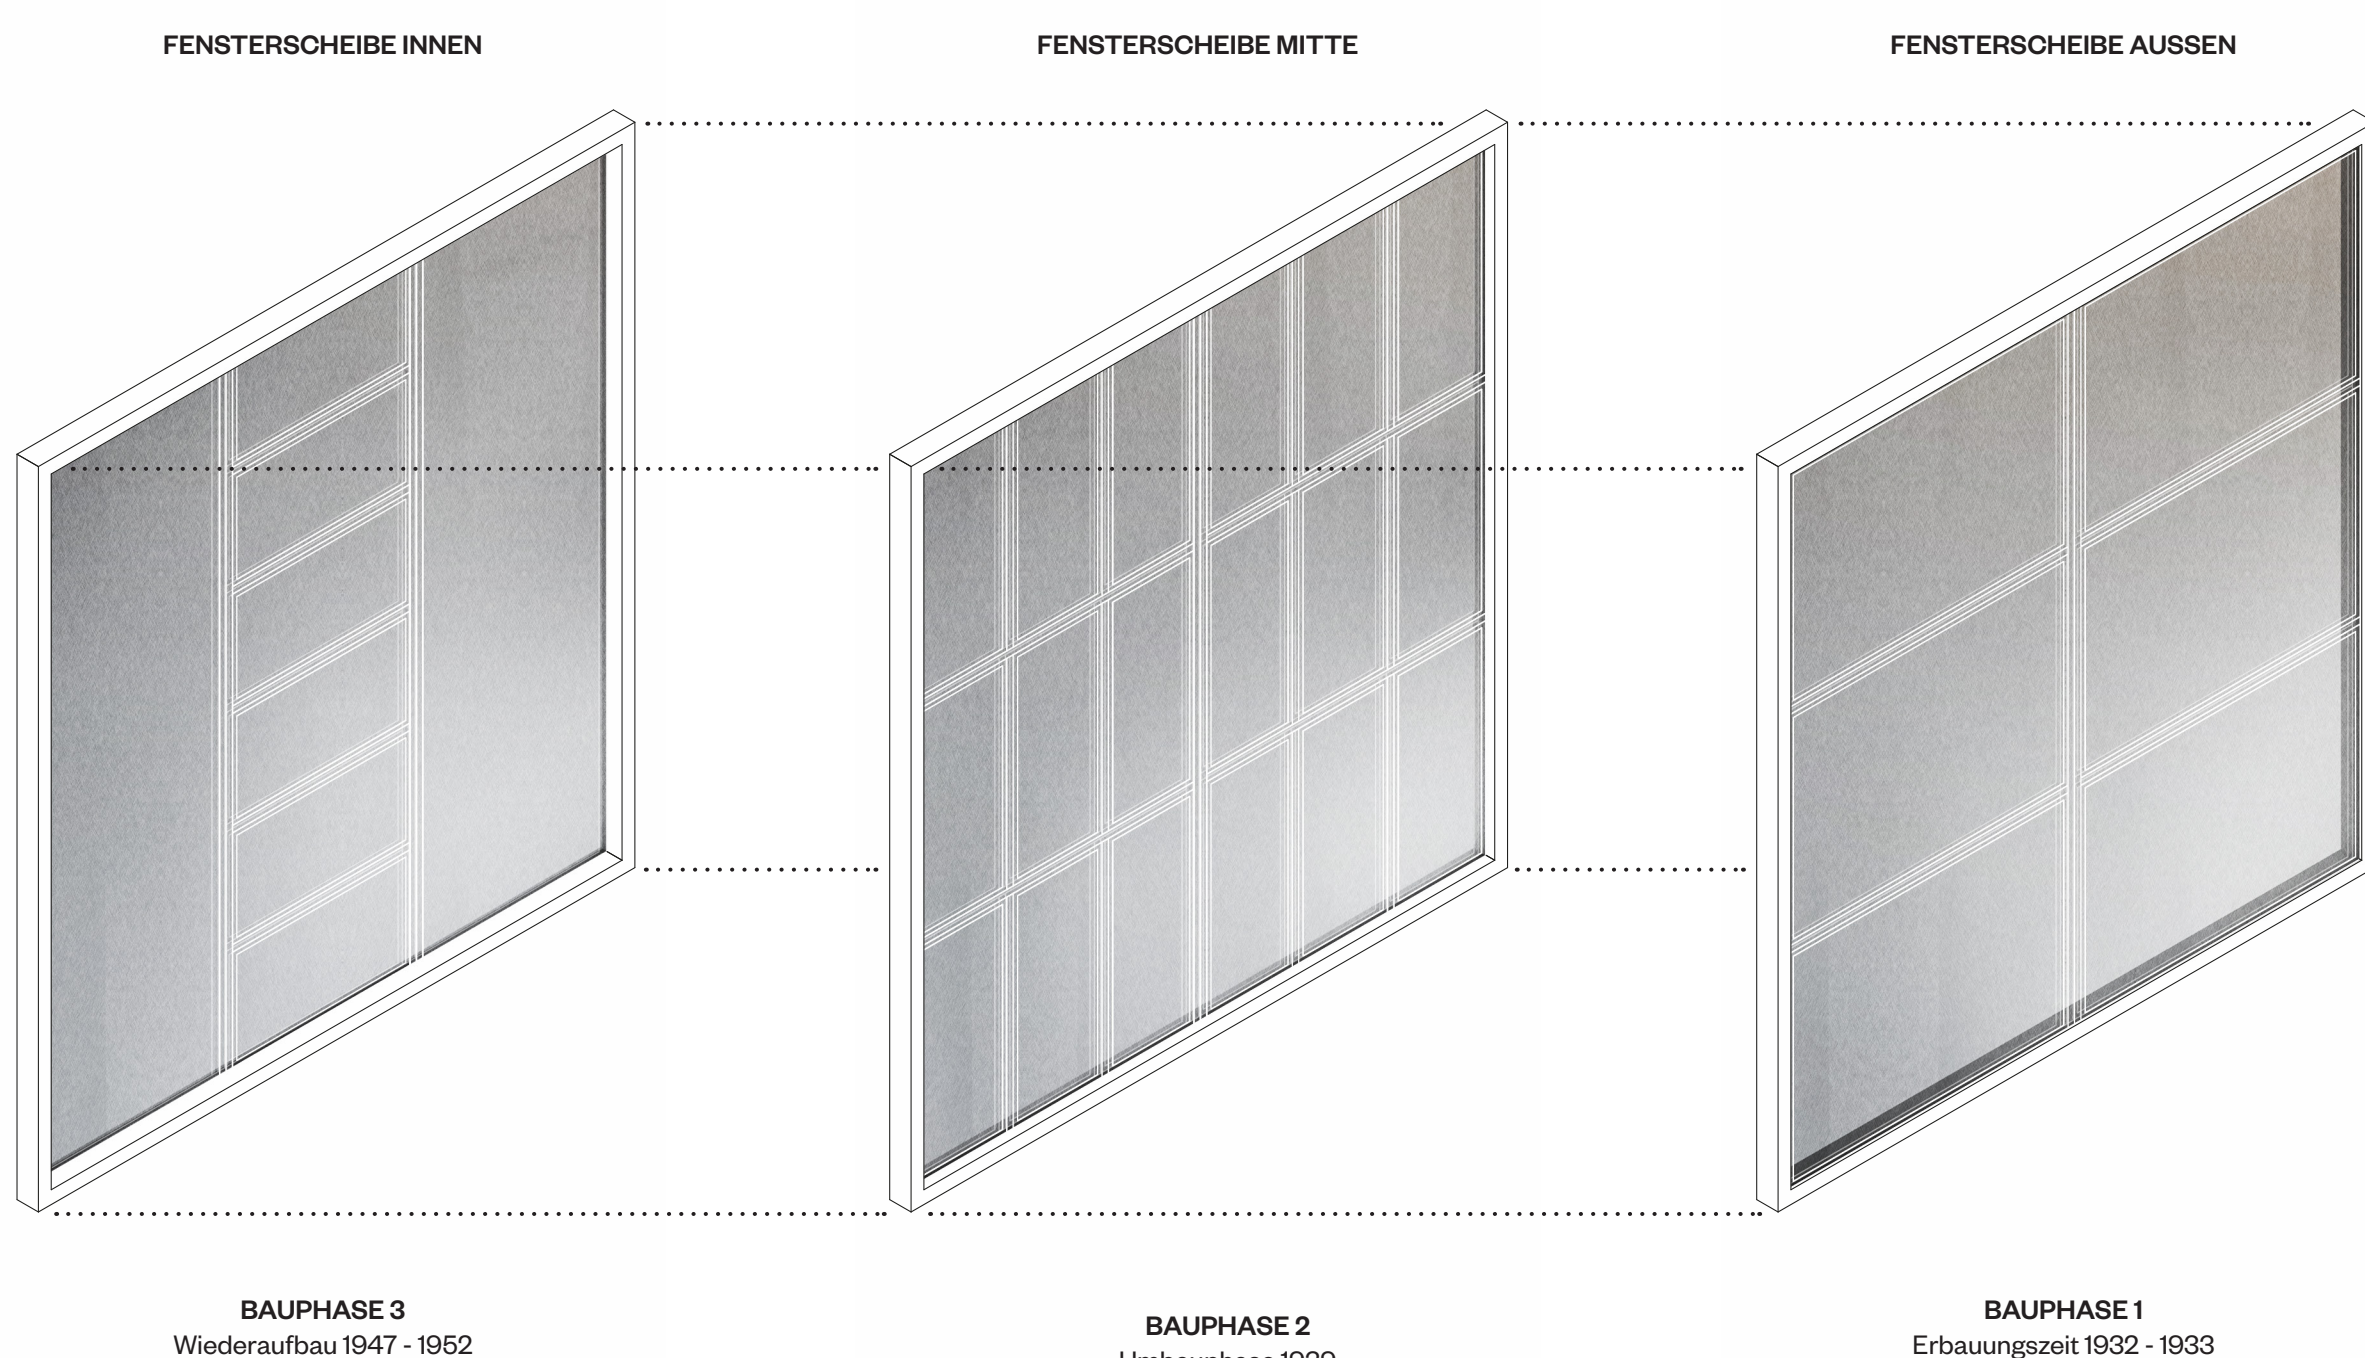 FENSTERSCHEIBE INNEN
FENSTERSCHEIBE MITTE
FENSTERSCHEIBE AUSSEN
BAUPHASE 3
Wiederaufbau 1947 - 1952
BAUPHASE 2
BAUPHASE 1
Erbauungszeit 1932 - 1933